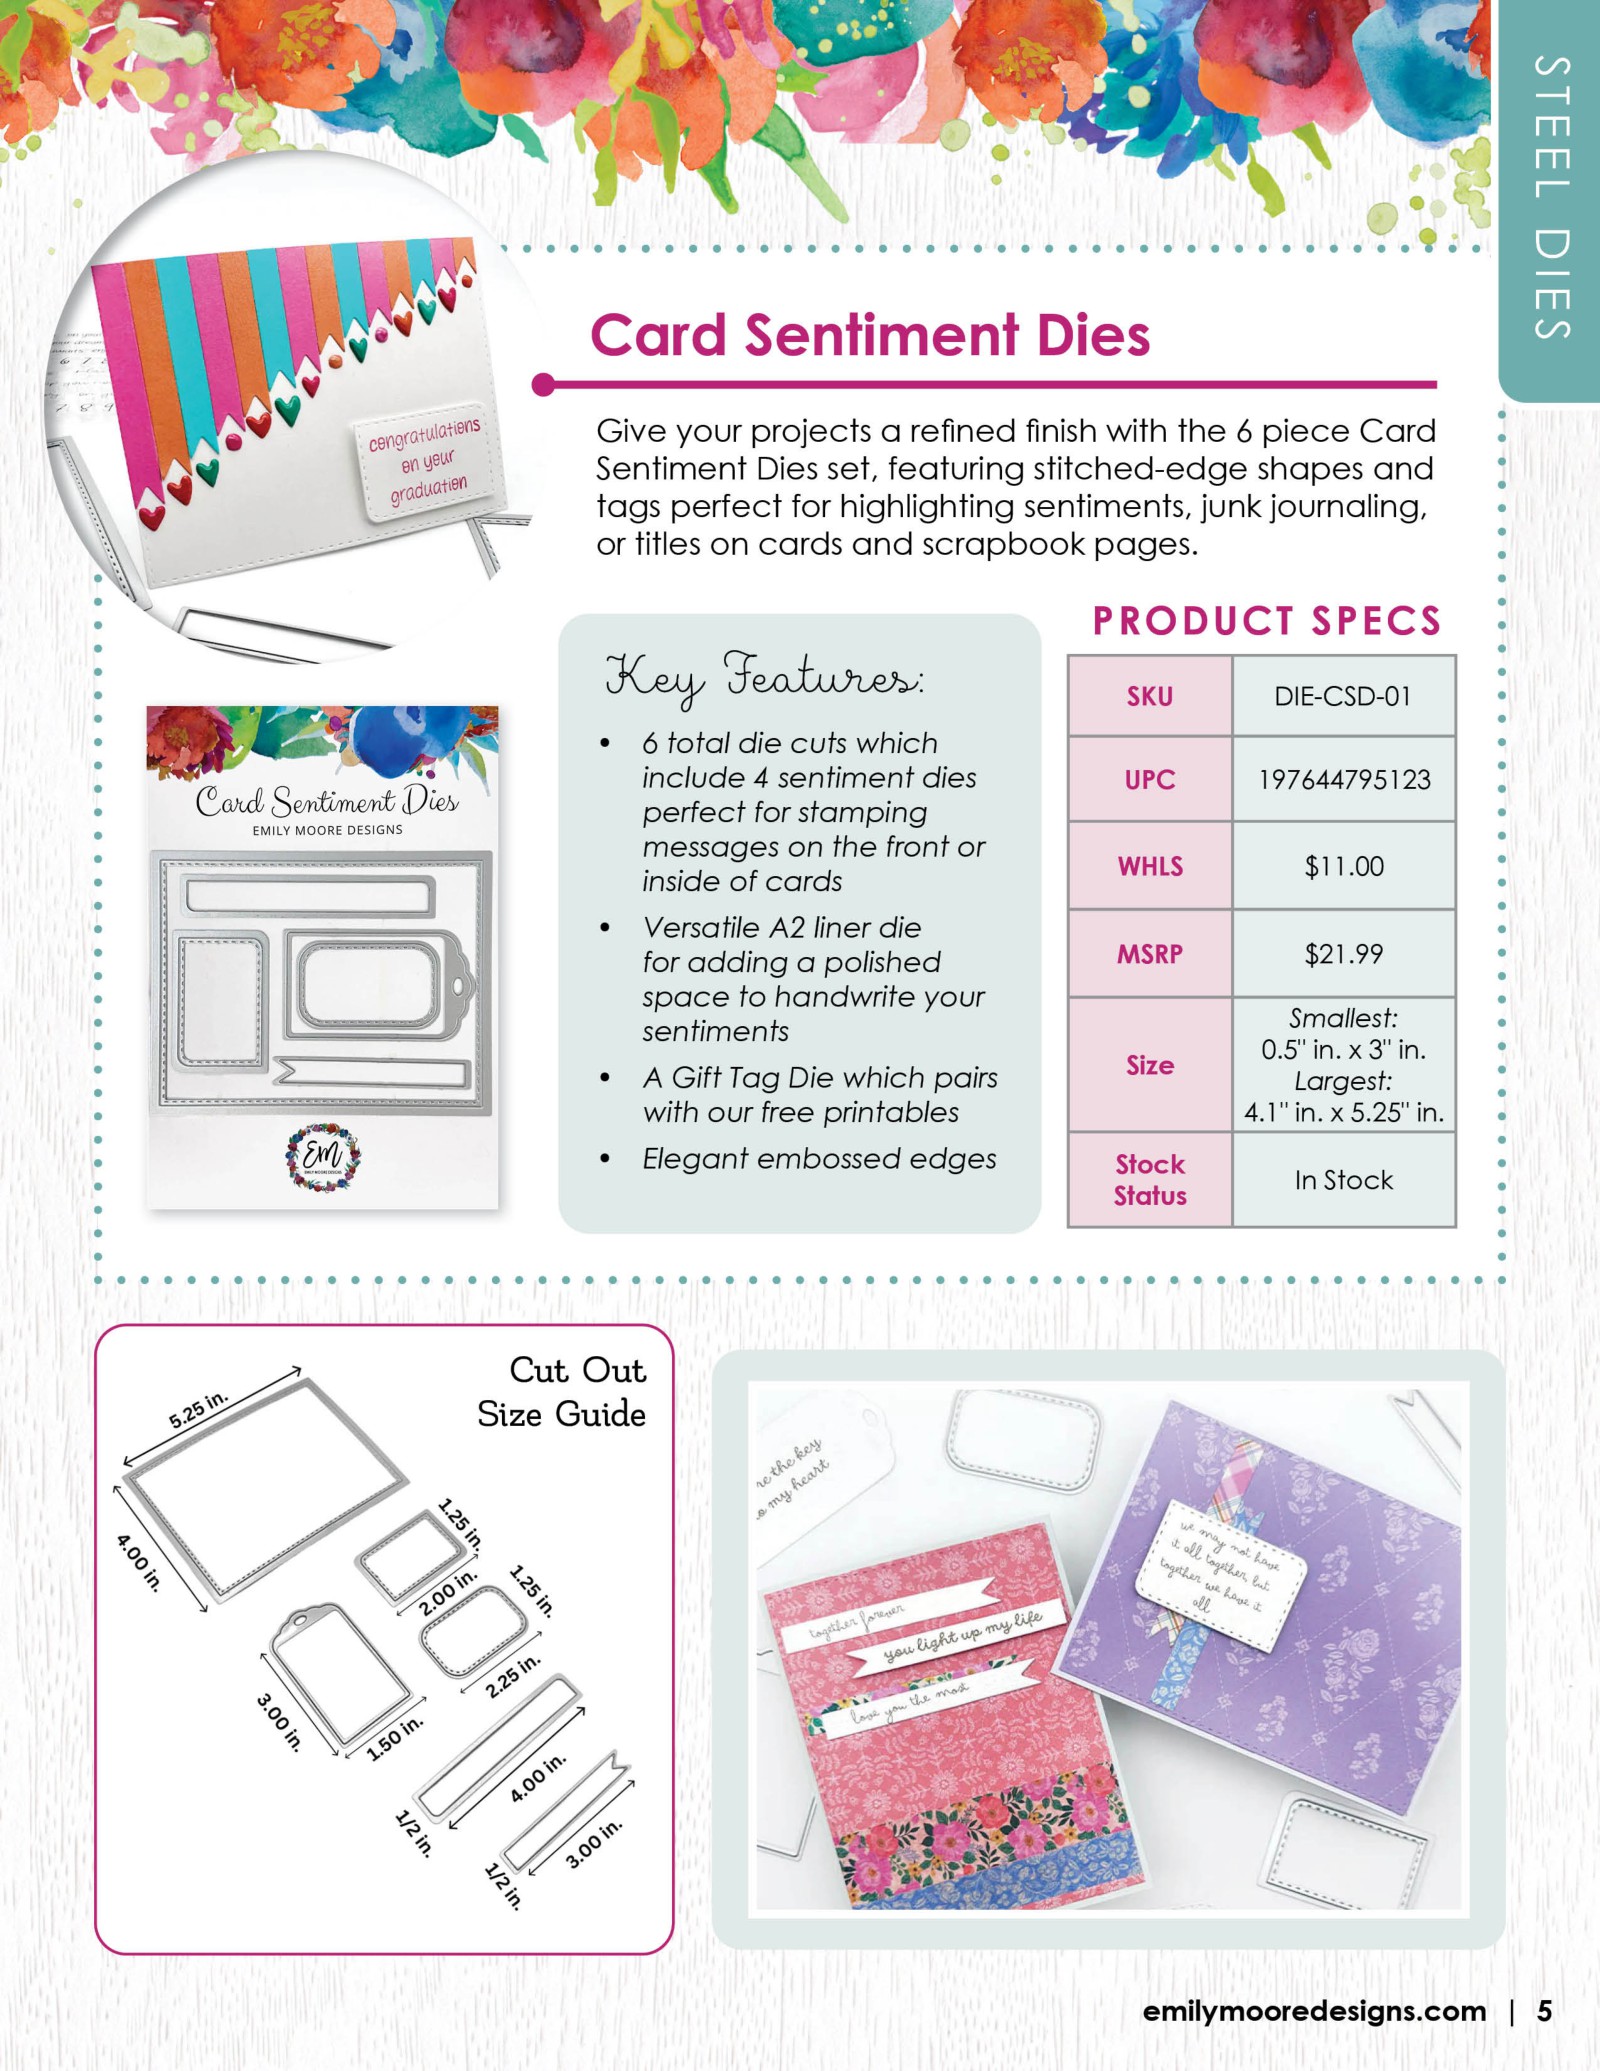 STEEL DIES
congratulations
on your
graduation
Card Sentiment Dies
Give your projects a refined finish with the 6 piece Card
Sentiment Dies set, featuring stitched-edge shapes and
tags perfect for highlighting sentiments, junk journaling,
or titles on cards and scrapbook pages.
Card Sentiment Dies
EMILY MOORE DESIGNS
EM
EMILY MOORE DESIGNS
Key Features:
• 6 total die cuts which
include 4 sentiment dies
perfect for stamping
messages on the front or
inside of cards
• Versatile A2 liner die
for adding a polished
space to handwrite your
sentiments
• A Gift Tag Die which pairs
with our free printables
• Elegant embossed edges
PRODUCT SPECS
SKU DIE-CSD-01
UPC 197644795123
WHLS $11.00
MSRP $21.99
Size
Smallest:
0.5" in. x 3" in.
Largest:
4.1" in. x 5.25" in.
Stock
Status
In Stock
Cut Out
Size Guide
5.25 in.
4.00 in.
1.25 in.
2.00 in.
1.25 in.
2.25 in.
3.00 in.
1.50 in.
4.00 in.
1/2 in.
3.00 in.
1/2 in.
re the key
o my heart
together forever
you light up my life
love you the most
we may not have
it all together, but
together we have it
all
emilymooredesigns.com | 5